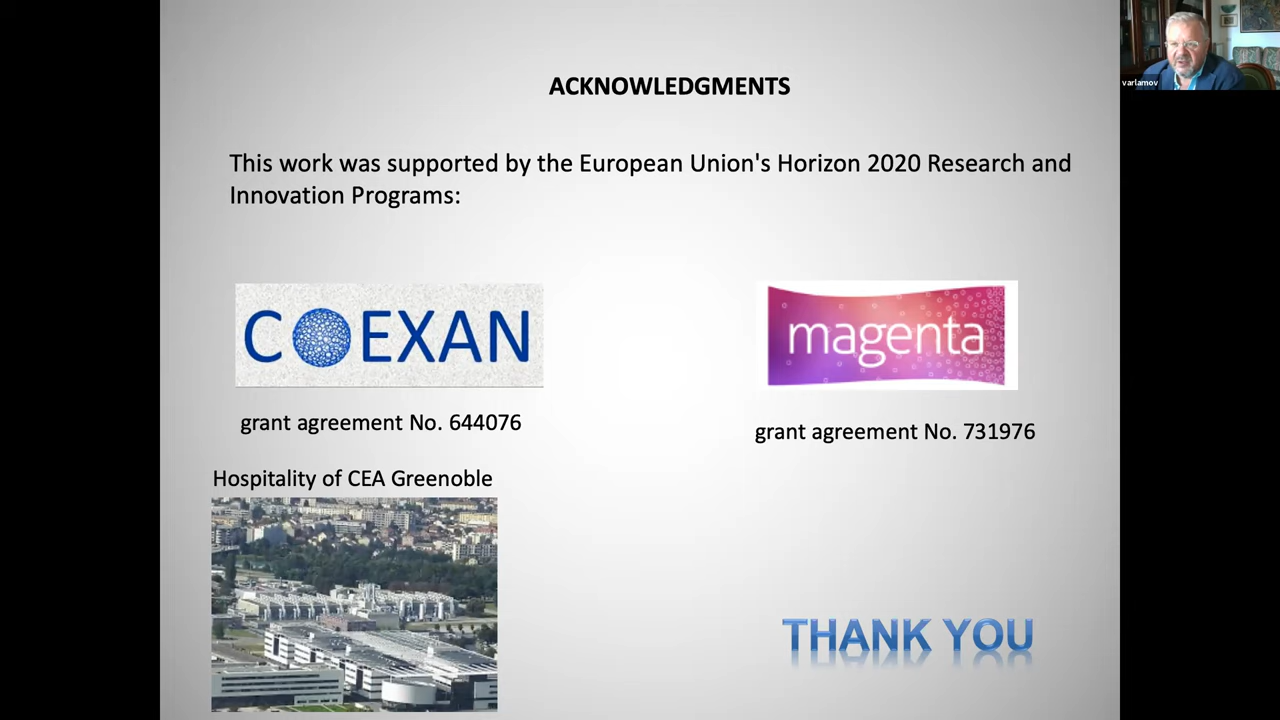 ACKNOWLEDGMENTS
varlamov
This work was supported by the European Union's Horizon 2020 Research and
Innovation Programs:
COEXAN
magenta
grant agreement No. 644076
grant agreement No. 731976
Hospitality of CEA Greenoble
THANK YOU